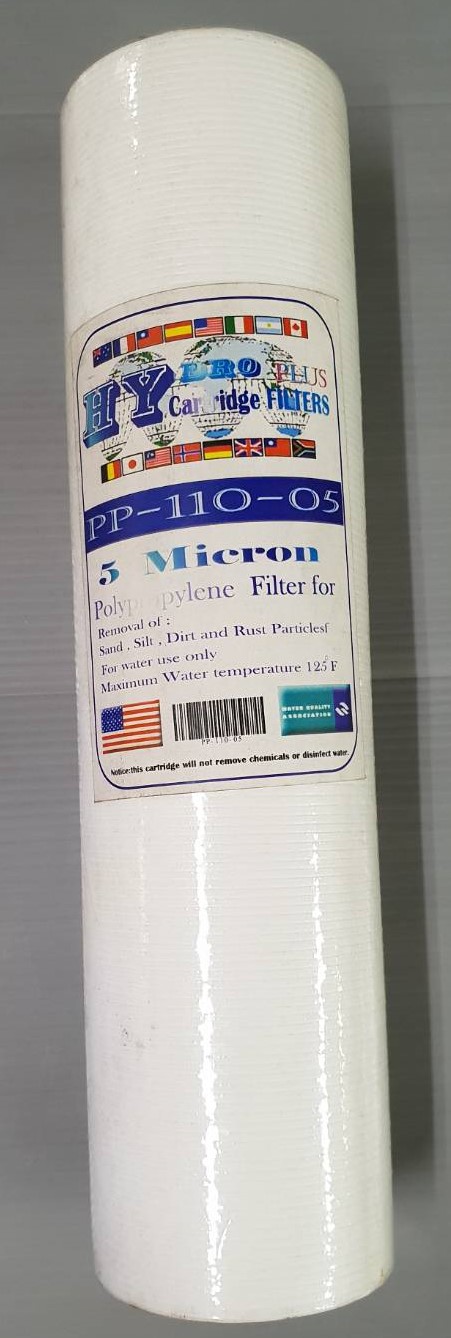 HYDRO PLUS
Cartridge FILTERS
PP-110-05
5 Micron
Polypropylene Filter for
Removal of :
Sand , Silt , Dirt and Rust Particlesf
For water use only
Maximum Water temperature 125 F
WATER QUALITY
ASSOCIATION
PP-110-05
Notice:this cartridge will not remove chemicals or disinfect water.